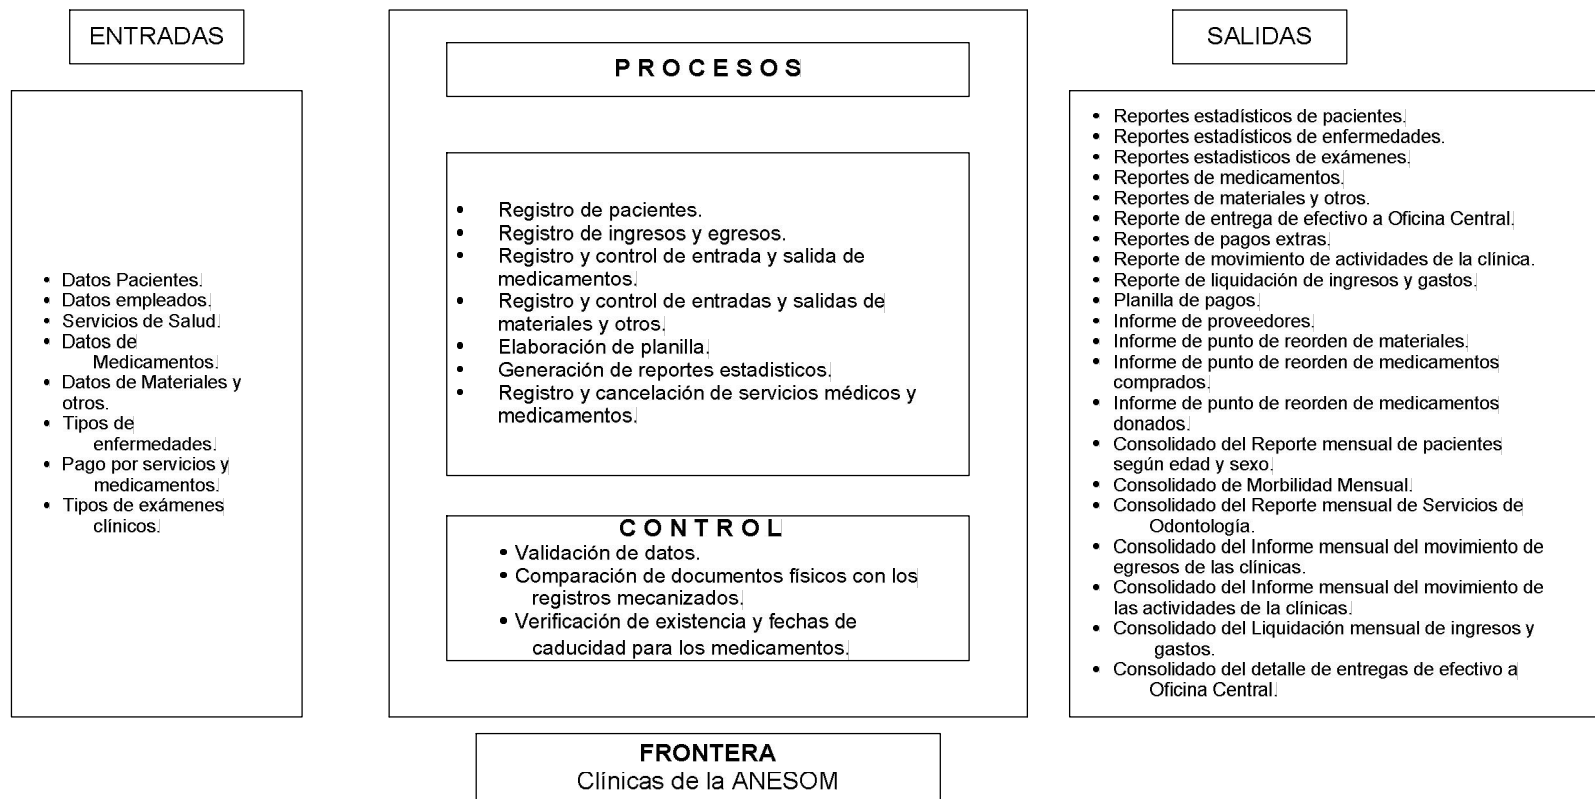 ENTRADAS
• Datos Pacientes.
• Datos empleados.
• Servicios de Salud.
• Datos de
Medicamentos.
• Datos de Materiales y
otros.
• Tipos de
enfermedades.
• Pago por servicios y
medicamentos.
• Tipos de exámenes
clínicos.
P R O C E S O S
• Registro de pacientes.
• Registro de ingresos y egresos.
• Registro y control de entrada y salida de
medicamentos.
• Registro y control de entradas y salidas de
materiales y otros.
• Elaboración de planilla.
• Generación de reportes estadisticos.
• Registro y cancelación de servicios médicos y
medicamentos.
C O N T R O L
• Validación de datos.
• Comparación de documentos físicos con los
registros mecanizados.
• Verificación de existencia y fechas de
caducidad para los medicamentos.
SALIDAS
• Reportes estadísticos de pacientes.
• Reportes estadísticos de enfermedades.
• Reportes estadisticos de exámenes.
• Reportes de medicamentos.
• Reportes de materiales y otros.
• Reporte de entrega de efectivo a Oficina Central.
• Reportes de pagos extras.
• Reporte de movimiento de actividades de la clínica.
• Reporte de liquidación de ingresos y gastos.
• Planilla de pagos.
• Informe de proveedores.
• Informe de punto de reorden de materiales.
• Informe de punto de reorden de medicamentos
comprados.
• Informe de punto de reorden de medicamentos
donados.
• Consolidado del Reporte mensual de pacientes
según edad y sexo.
• Consolidado de Morbilidad Mensual.
• Consolidado del Reporte mensual de Servicios de
Odontología.
• Consolidado del Informe mensual del movimiento de
egresos de las clínicas.
• Consolidado del Informe mensual del movimiento de
las actividades de la clínicas.
• Consolidado del Liquidación mensual de ingresos y
gastos.
• Consolidado del detalle de entregas de efectivo a
Oficina Central.
FRONTERA
Clínicas de la ANESOM